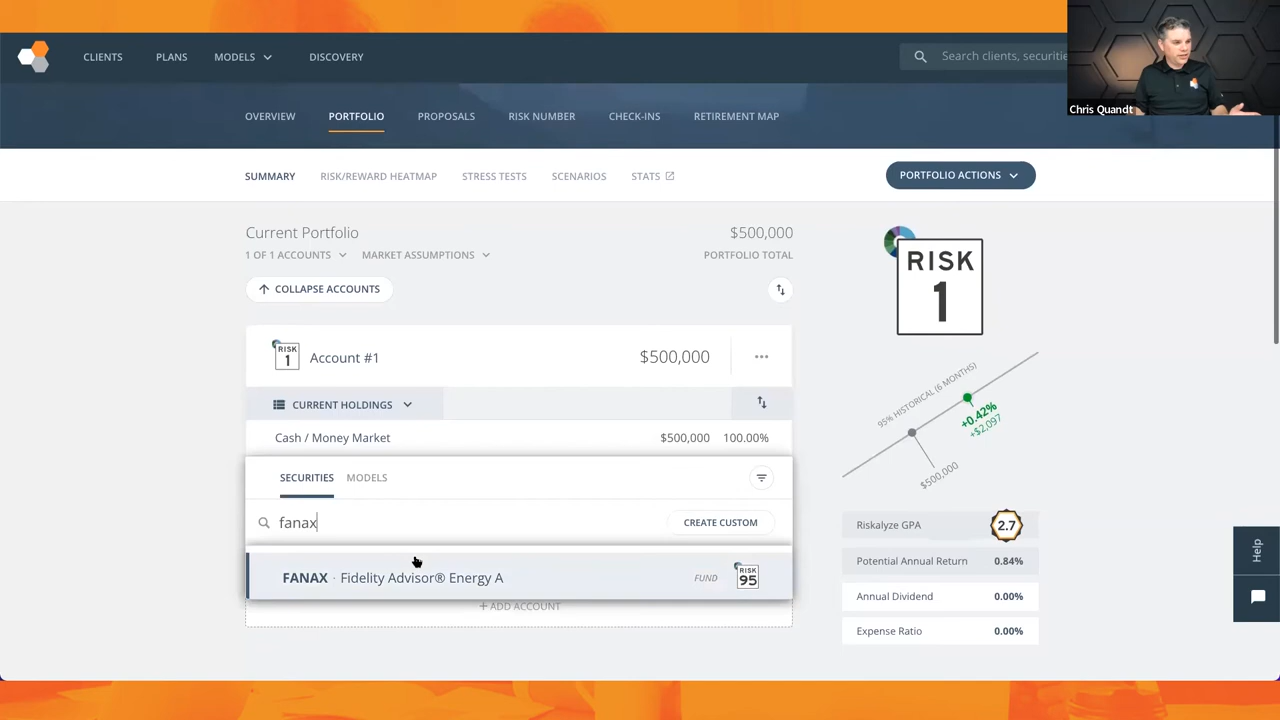 CLIENTS PLANS MODELS DISCOVERY
Search clients, securitie
Chris Quandt
OVERVIEW PORTFOLIO PROPOSALS RISK NUMBER CHECK-INS RETIREMENT MAP
SUMMARY RISK/REWARD HEATMAP STRESS TESTS SCENARIOS STATS
PORTFOLIO ACTIONS
Current Portfolio $500,000
1 OF 1 ACCOUNTS MARKET ASSUMPTIONS PORTFOLIO TOTAL
COLLAPSE ACCOUNTS
RISK
1
Account #1 $500,000
CURRENT HOLDINGS
Cash / Money Market $500,000 100.00%
SECURITIES MODELS
fanax
CREATE CUSTOM
FANAX · Fidelity Advisor® Energy A FUND
RISK
95
+ ADD ACCOUNT
RISK
1
95% HISTORICAL (6 MONTHS)
+0.42%
+$2,097
$500,000
Riskalyze GPA 2.7
Potential Annual Return 0.84%
Annual Dividend 0.00%
Expense Ratio 0.00%
Help